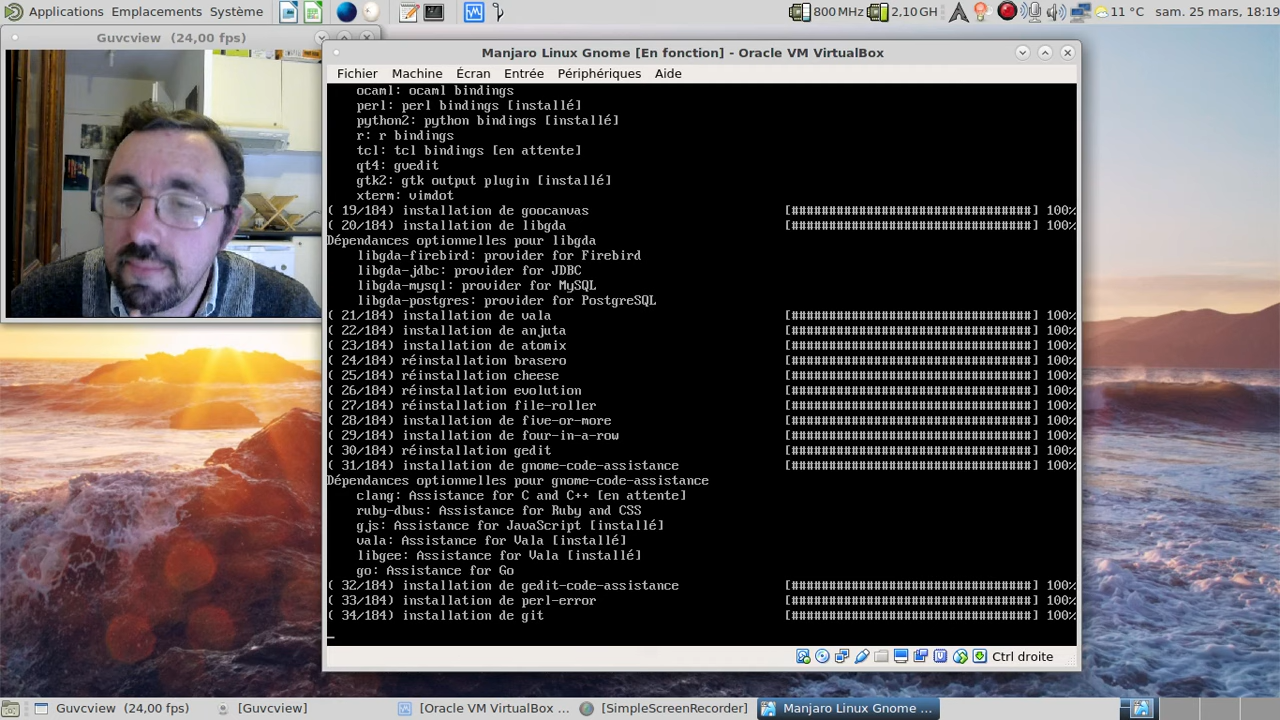 Applications Emplacements Système
800 MHz 2,10 GH 11 °C sam. 25 mars, 18:19
Guvcview (24,00 fps)
Manjaro Linux Gnome [En fonction] - Oracle VM VirtualBox
Fichier Machine Écran Entrée Périphériques Aide
ocaml: ocaml bindings
perl: perl bindings [installé]
python2: python bindings [installé]
r: r bindings
tcl: tcl bindings [en attente]
qt4: gvedit
gtk2: gtk output plugin [installé]
xterm: vimdot
( 19/184) installation de goocanvas [################################] 100%
( 20/184) installation de libgda [################################] 100%
Dépendances optionnelles pour libgda
libgda-firebird: provider for Firebird
libgda-jdbc: provider for JDBC
libgda-mysql: provider for MySQL
libgda-postgres: provider for PostgreSQL
( 21/184) installation de vala [################################] 100%
( 22/184) installation de anjuta [################################] 100%
( 23/184) installation de atomix [################################] 100%
( 24/184) réinstallation brasero [################################] 100%
( 25/184) réinstallation cheese [################################] 100%
( 26/184) réinstallation evolution [################################] 100%
( 27/184) réinstallation file-roller [################################] 100%
( 28/184) installation de five-or-more [################################] 100%
( 29/184) installation de four-in-a-row [################################] 100%
( 30/184) réinstallation gedit [################################] 100%
( 31/184) installation de gnome-code-assistance [################################] 100%
Dépendances optionnelles pour gnome-code-assistance
clang: Assistance for C and C++ [en attente]
ruby-dbus: Assistance for Ruby and CSS
gjs: Assistance for JavaScript [installé]
vala: Assistance for Vala [installé]
libgee: Assistance for Vala [installé]
go: Assistance for Go
( 32/184) installation de gedit-code-assistance [################################] 100%
( 33/184) installation de perl-error [################################] 100%
( 34/184) installation de git [################################] 100%
Ctrl droite
Guvcview (24,00 fps) [Guvcview] [Oracle VM VirtualBox ... [SimpleScreenRecorder] Manjaro Linux Gnome ...